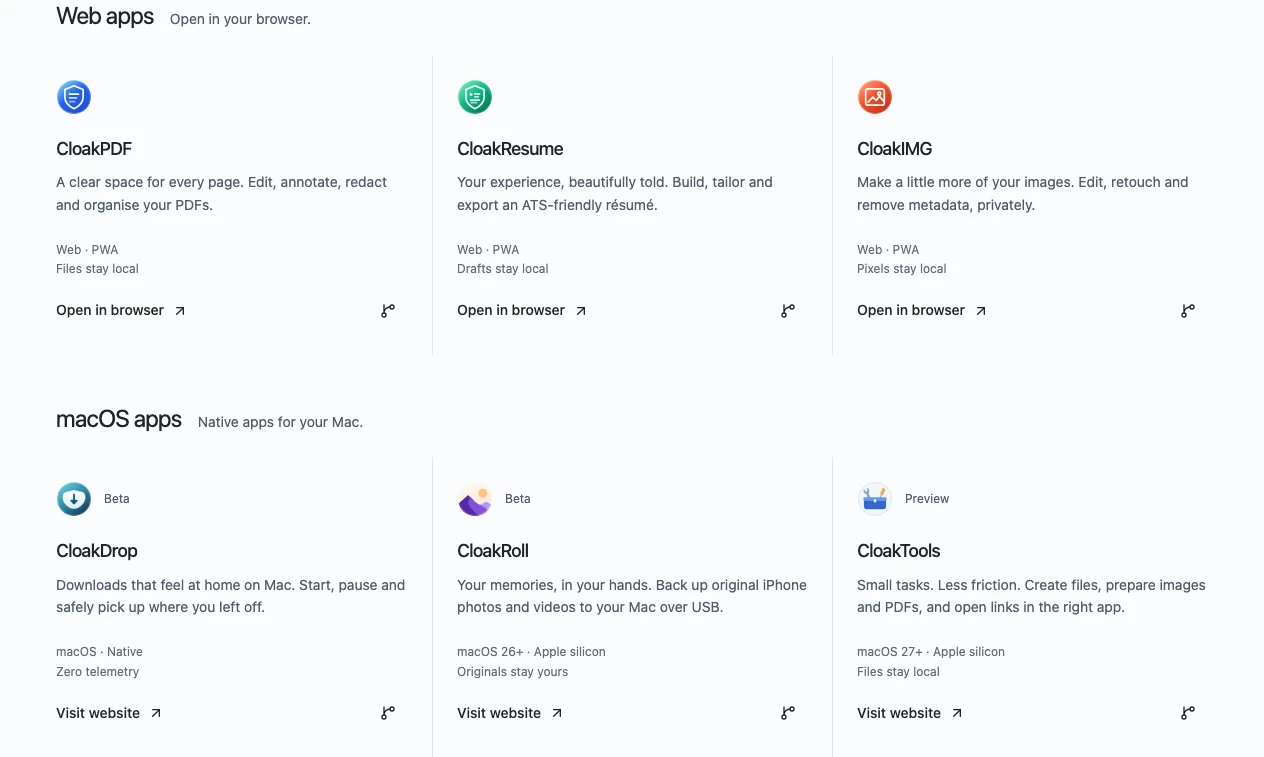 Web apps Open in your browser.
CloakPDF
A clear space for every page. Edit, annotate, redact
and organise your PDFs.
Web · PWA
Files stay local
Open in browser
CloakResume
Your experience, beautifully told. Build, tailor and
export an ATS-friendly résumé.
Web · PWA
Drafts stay local
Open in browser
CloakIMG
Make a little more of your images. Edit, retouch and
remove metadata, privately.
Web · PWA
Pixels stay local
Open in browser
macOS apps Native apps for your Mac.
Beta
CloakDrop
Downloads that feel at home on Mac. Start, pause and
safely pick up where you left off.
macOS · Native
Zero telemetry
Visit website
Beta
CloakRoll
Your memories, in your hands. Back up original iPhone
photos and videos to your Mac over USB.
macOS 26+ · Apple silicon
Originals stay yours
Visit website
Preview
CloakTools
Small tasks. Less friction. Create files, prepare images
and PDFs, and open links in the right app.
macOS 27+ · Apple silicon
Files stay local
Visit website